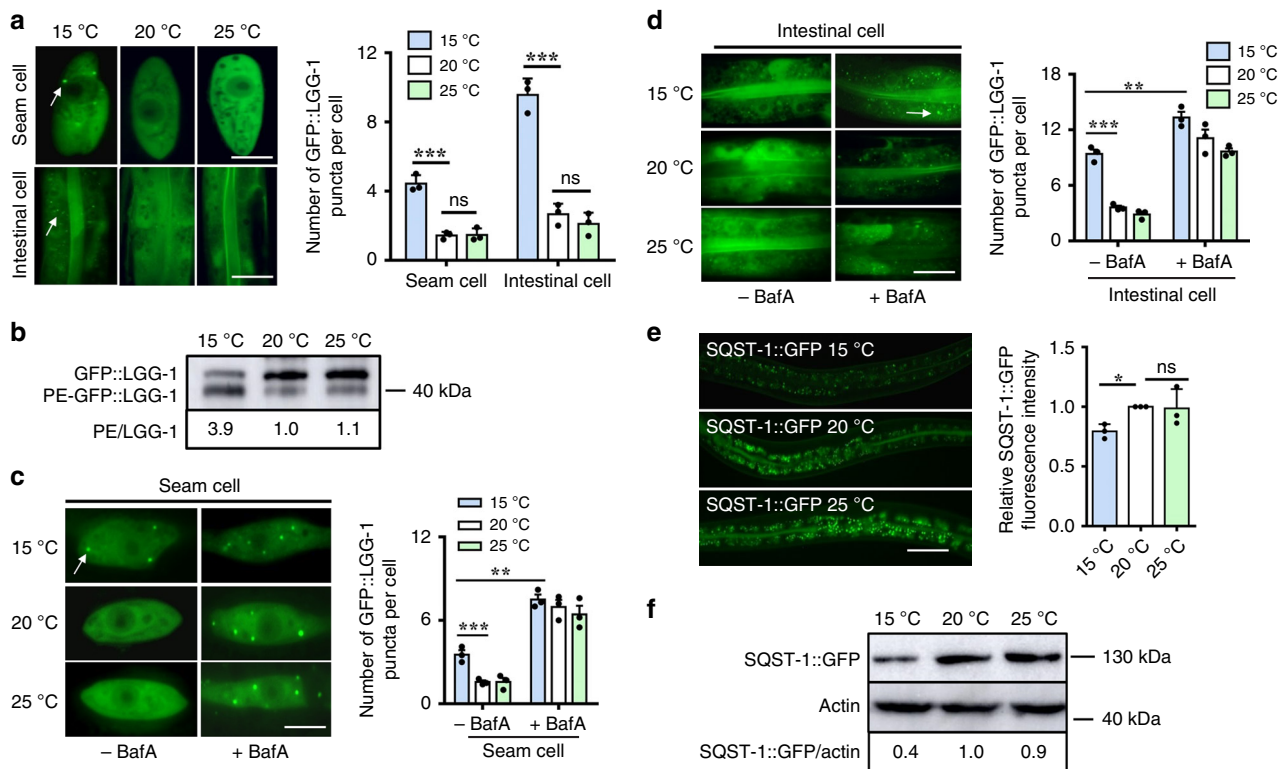 a
15 °C 20 °C 25 °C
Seam cell
Intestinal cell
Number of GFP::LGG-1
puncta per cell
12
8
4
0
15 °C
20 °C
25 °C
***
***
ns
ns
Seam cell Intestinal cell
b
15 °C 20 °C 25 °C
GFP::LGG-1
PE-GFP::LGG-1
40 kDa
PE/LGG-1 3.9 1.0 1.1
c
Seam cell
15 °C
20 °C
25 °C
– BafA + BafA
Number of GFP::LGG-1
puncta per cell
12
9
6
3
0
15 °C
20 °C
25 °C
**
***
– BafA + BafA
Seam cell
d
Intestinal cell
15 °C
20 °C
25 °C
– BafA + BafA
Number of GFP::LGG-1
puncta per cell
18
12
6
0
15 °C
20 °C
25 °C
**
***
– BafA + BafA
Intestinal cell
e
SQST-1::GFP 15 °C
SQST-1::GFP 20 °C
SQST-1::GFP 25 °C
Relative SQST-1::GFP
fluorescence intensity
1.5
1.0
0.5
0.0
*
ns
15 °C
20 °C
25 °C
f
15 °C 20 °C 25 °C
SQST-1::GFP
130 kDa
Actin
40 kDa
SQST-1::GFP/actin 0.4 1.0 0.9